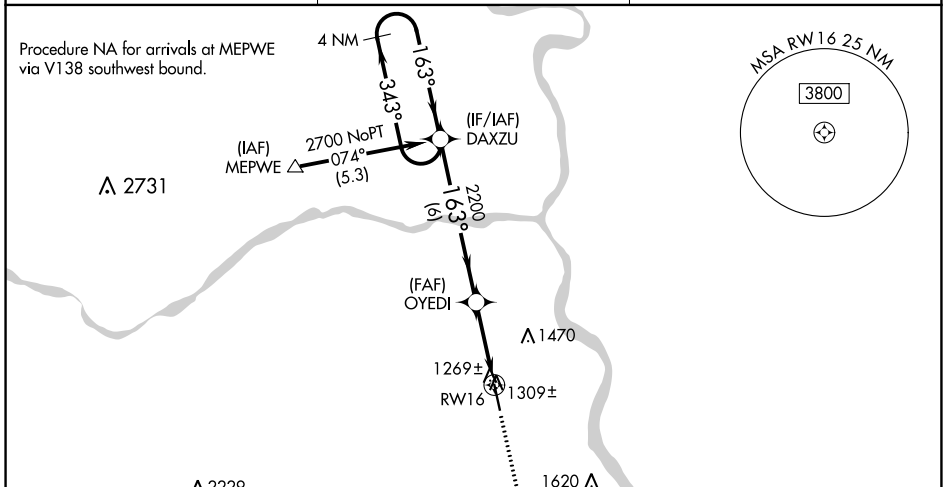 Procedure NA for arrivals at MEPWE
via V138 southwest bound.
4 NM
163°
343°
MSA RW16 25 NM
3800
(IF/IAF)
DAXZU
2700 NoPT
074°
(5.3)
(IAF)
MEPWE
2731
2200
163°
(6)
(FAF)
OYEDI
1470
1269±
1309±
RW16
1620